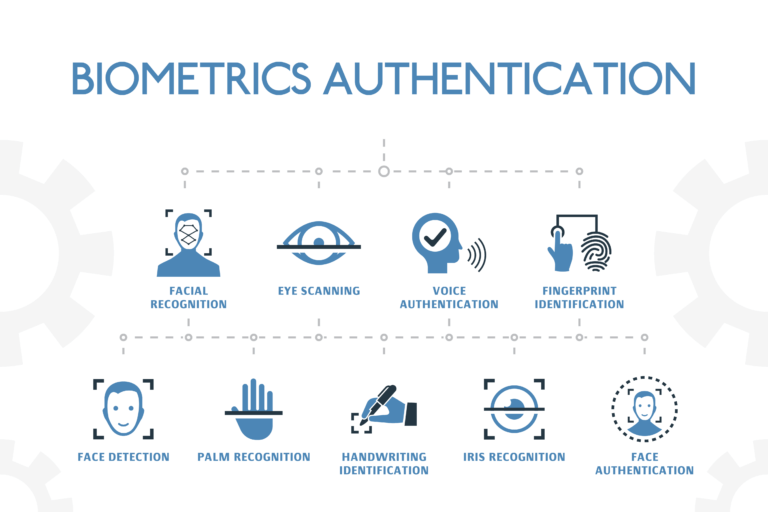 BIOMETRICS AUTHENTICATION
FACIAL
RECOGNITION
EYE SCANNING
VOICE
AUTHENTICATION
FINGERPRINT
IDENTIFICATION
FACE DETECTION
PALM RECOGNITION
HANDWRITING
IDENTIFICATION
IRIS RECOGNITION
FACE
AUTHENTICATION